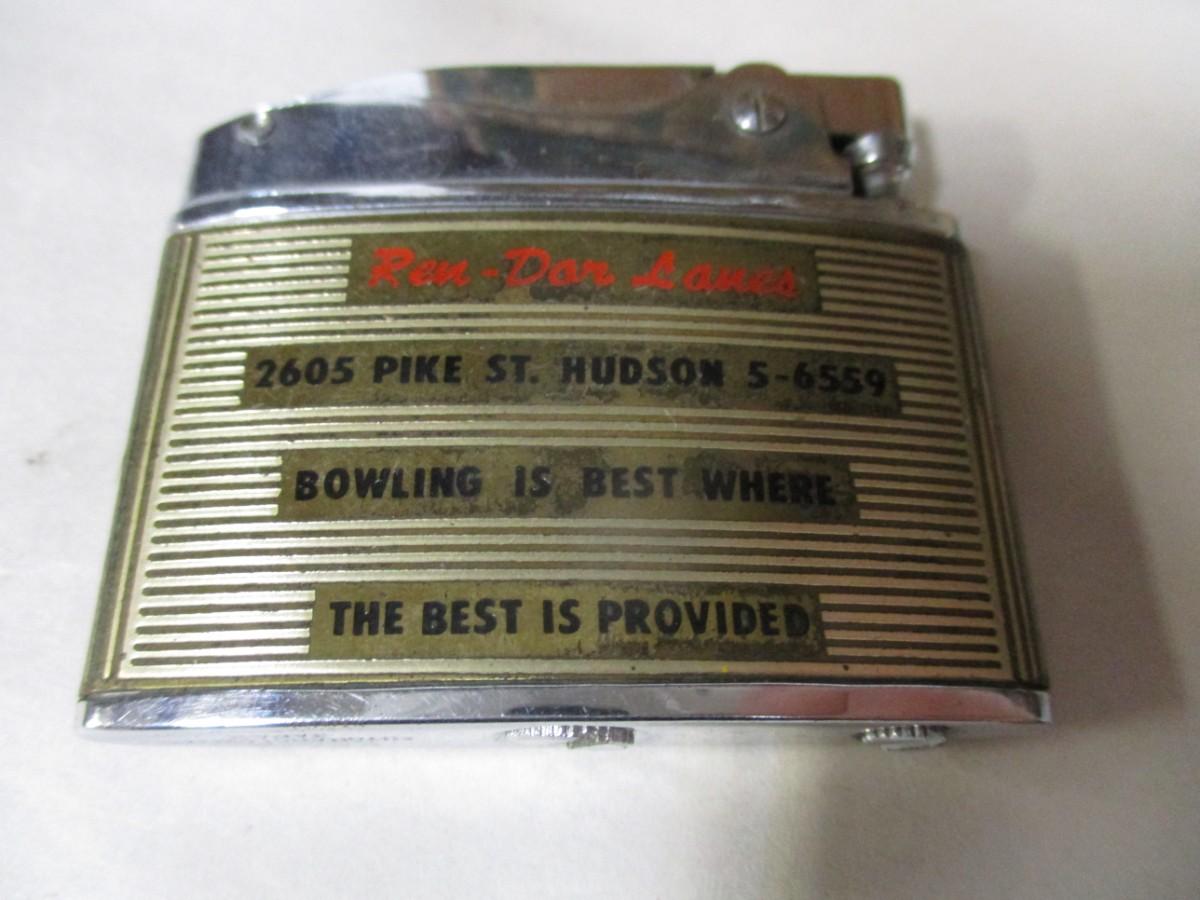 Ren-Dor Lanes
2605 PIKE ST. HUDSON 5-6559
BOWLING IS BEST WHERE
THE BEST IS PROVIDED